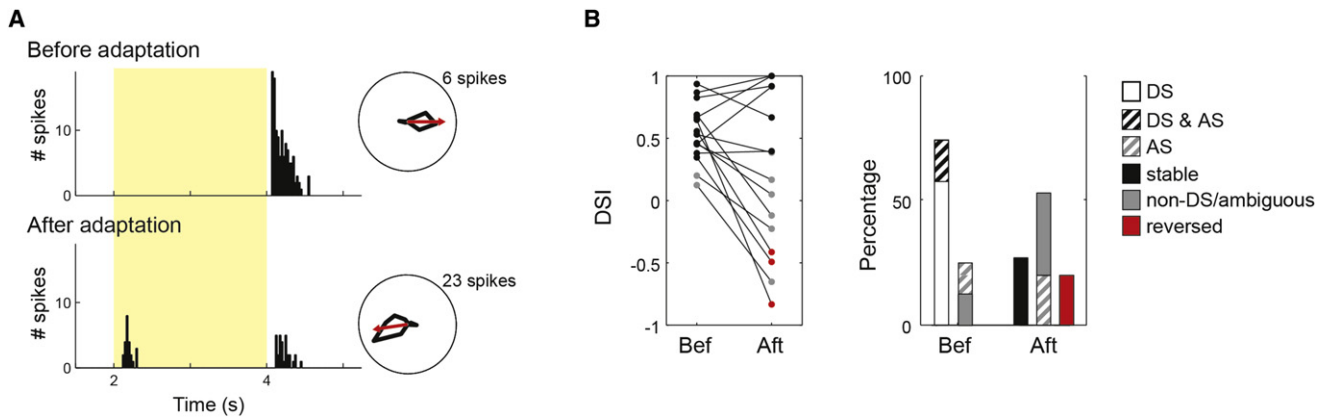 A
Before adaptation
# spikes
10
0
6 spikes
After adaptation
# spikes
10
0
23 spikes
2
4
Time (s)
B
DSI
1
0.5
0
-0.5
-1
Bef
Aft
Percentage
100
50
0
Bef
Aft
DS
DS & AS
AS
stable
non-DS/ambiguous
reversed